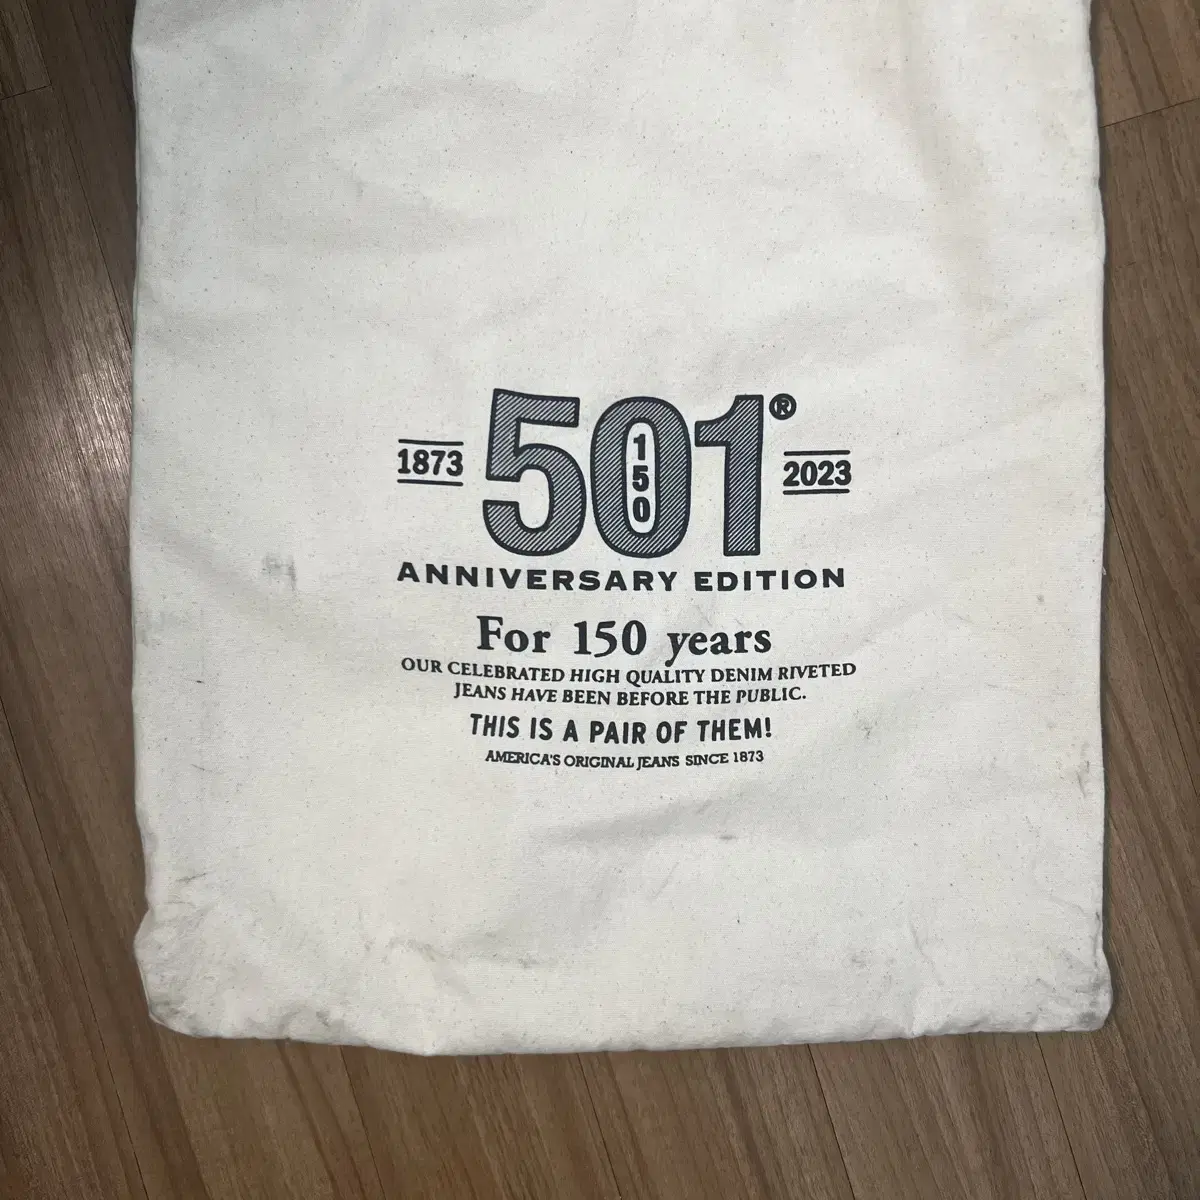 1873 501® 2023
150
ANNIVERSARY EDITION
For 150 years
OUR CELEBRATED HIGH QUALITY DENIM RIVETED
JEANS HAVE BEEN BEFORE THE PUBLIC.
THIS IS A PAIR OF THEM!
AMERICA'S ORIGINAL JEANS SINCE 1873